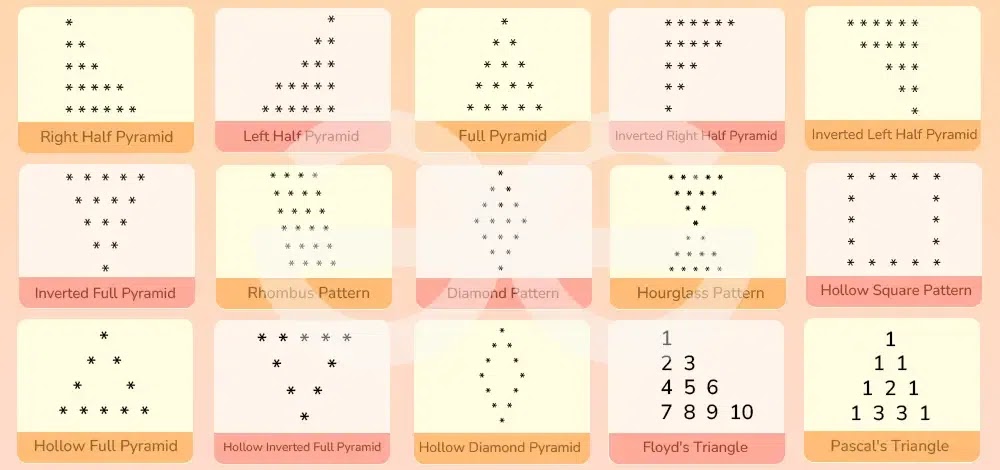 *
* *
* * *
* * * * *
* * * * * *
Right Half Pyramid
*
* *
* * *
* * * * *
* * * * * *
Left Half Pyramid
*
* *
* * *
* * * *
* * * * *
Full Pyramid
* * * * * *
* * * * *
* * *
* *
*
Inverted Right Half Pyramid
* * * * * *
* * * * *
* * *
* *
*
Inverted Left Half Pyramid
* * * * *
* * * *
* * *
* *
*
Inverted Full Pyramid
* * * *
* * * *
* * * *
* * * *
* * * *
* * * *
Rhombus Pattern
*
* *
* * *
* * * *
* * *
* *
*
Diamond Pattern
* * * * *
* * * *
* *
*
* *
* * * *
* * * * *
Hourglass Pattern
* * * * *
* *
* *
* *
* * * * *
Hollow Square Pattern
*
* *
* *
* * * * *
Hollow Full Pyramid
* * * * *
* *
* *
*
Hollow Inverted Full Pyramid
*
* *
* *
* *
* *
* *
*
Hollow Diamond Pyramid
1
2 3
4 5 6
7 8 9 10
Floyd's Triangle
1
1 1
1 2 1
1 3 3 1
Pascal's Triangle